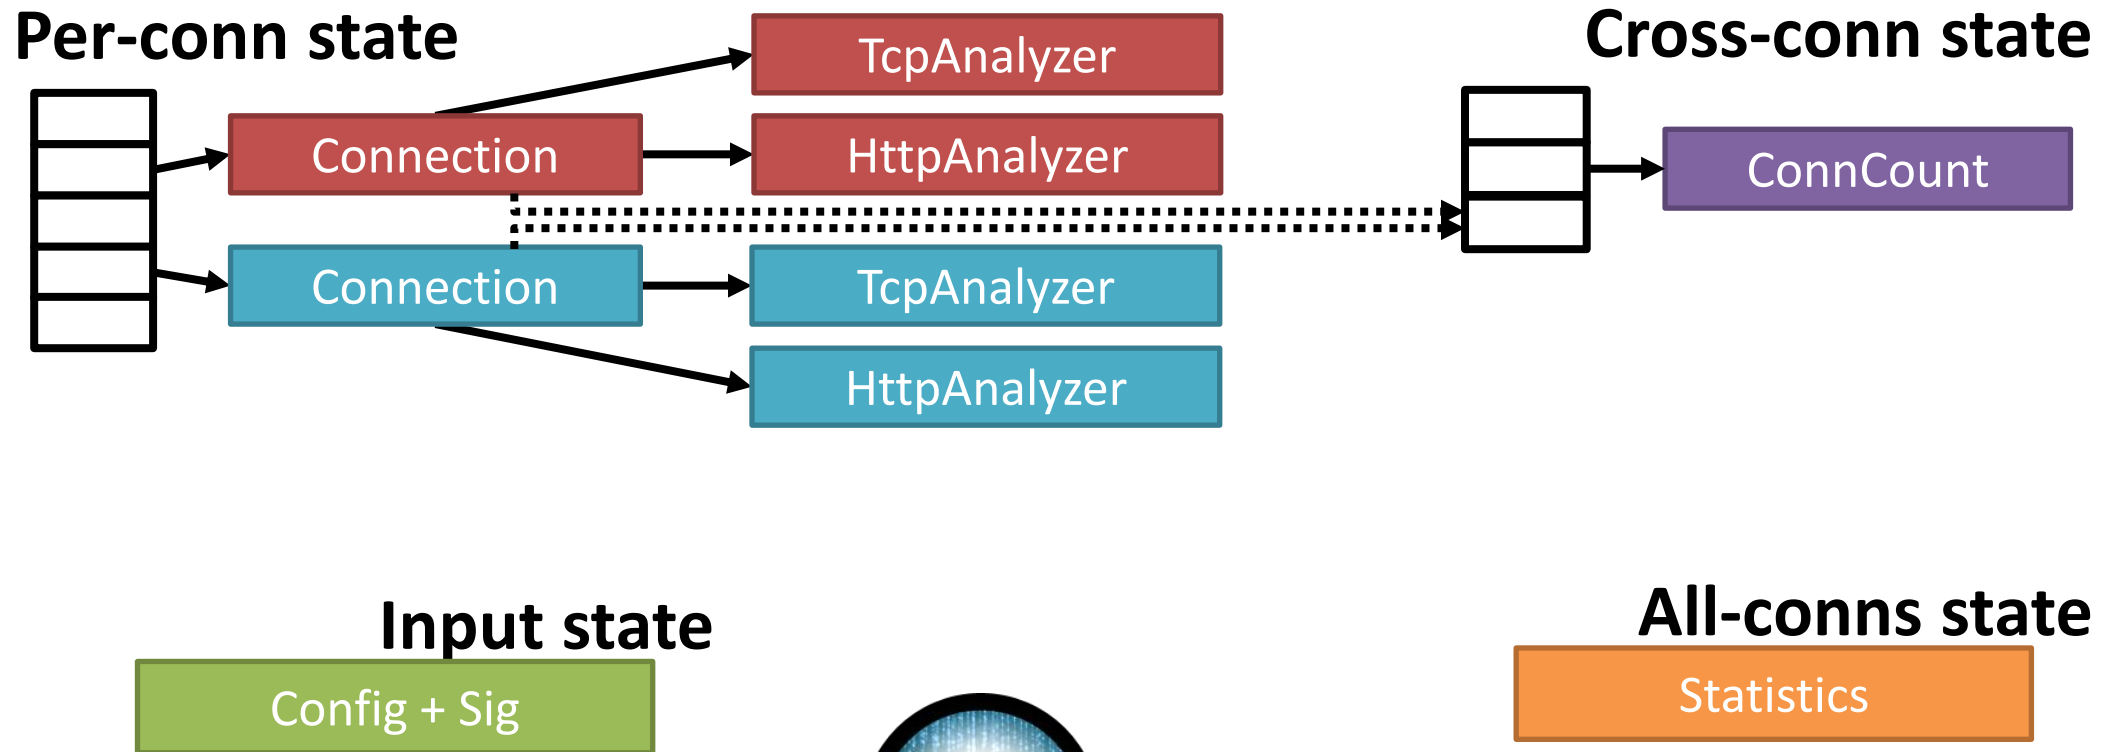 Per-conn state
Cross-conn state
TcpAnalyzer
Connection
HttpAnalyzer
ConnCount
Connection
TcpAnalyzer
HttpAnalyzer
Input state
All-conns state
Config + Sig
Statistics